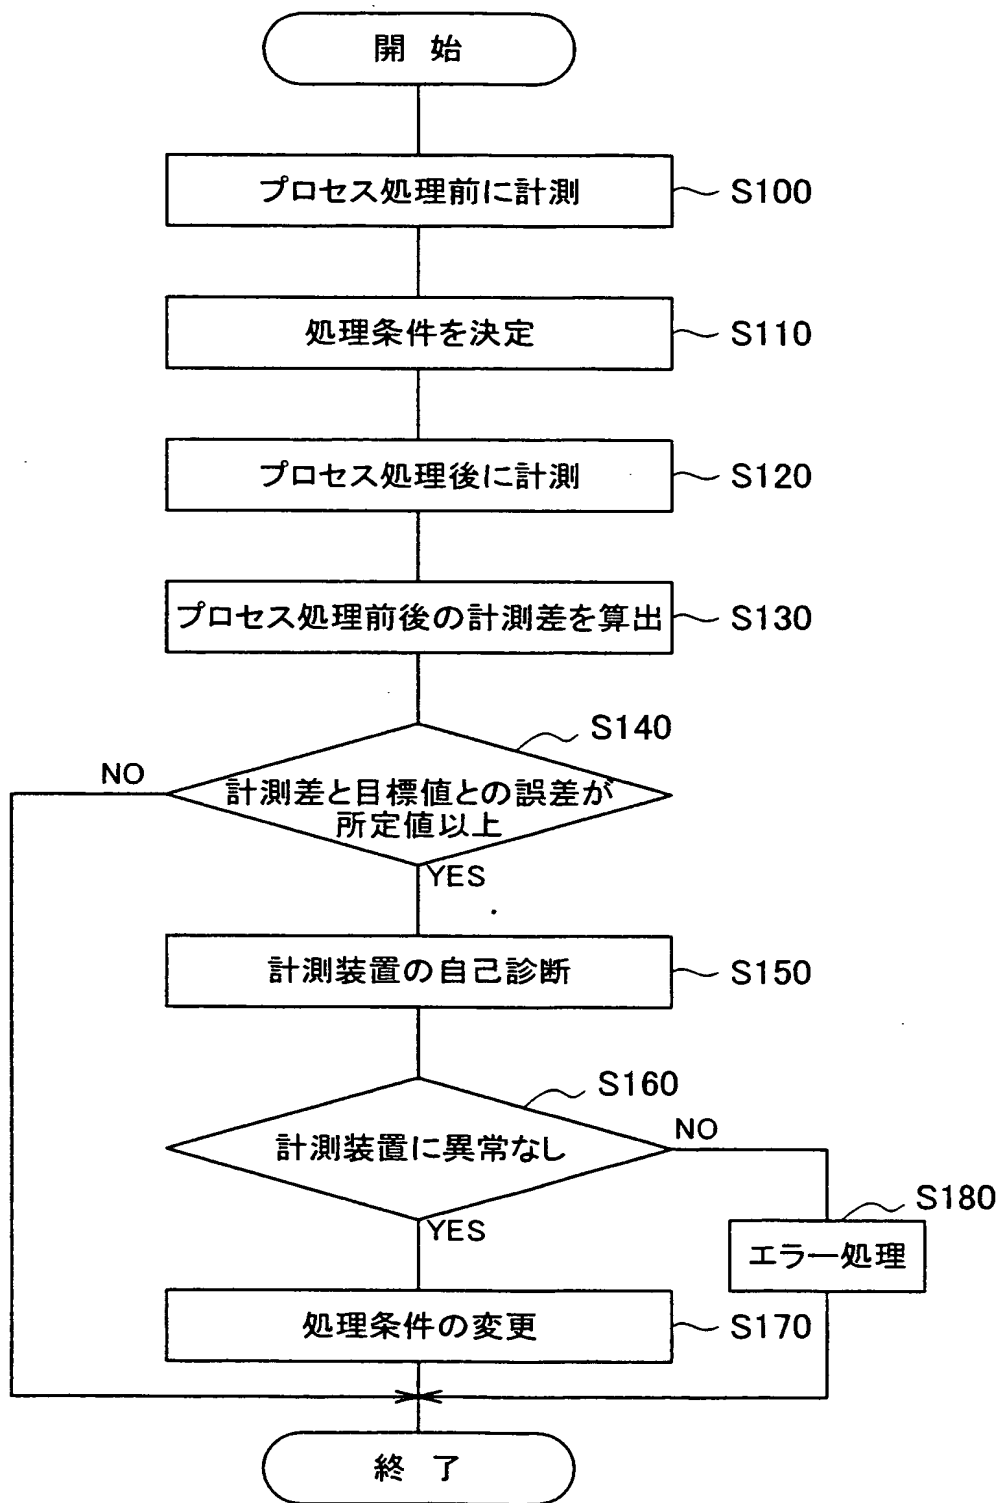 開 始
プロセス処理前に計測
S100
処理条件を決定
S110
プロセス処理後に計測
S120
プロセス処理前後の計測差を算出
S130
S140
NO
計測差と目標値との誤差が
所定値以上
YES
計測装置の自己診断
S150
S160
計測装置に異常なし
NO
YES
S180
エラー処理
処理条件の変更
S170
終 了